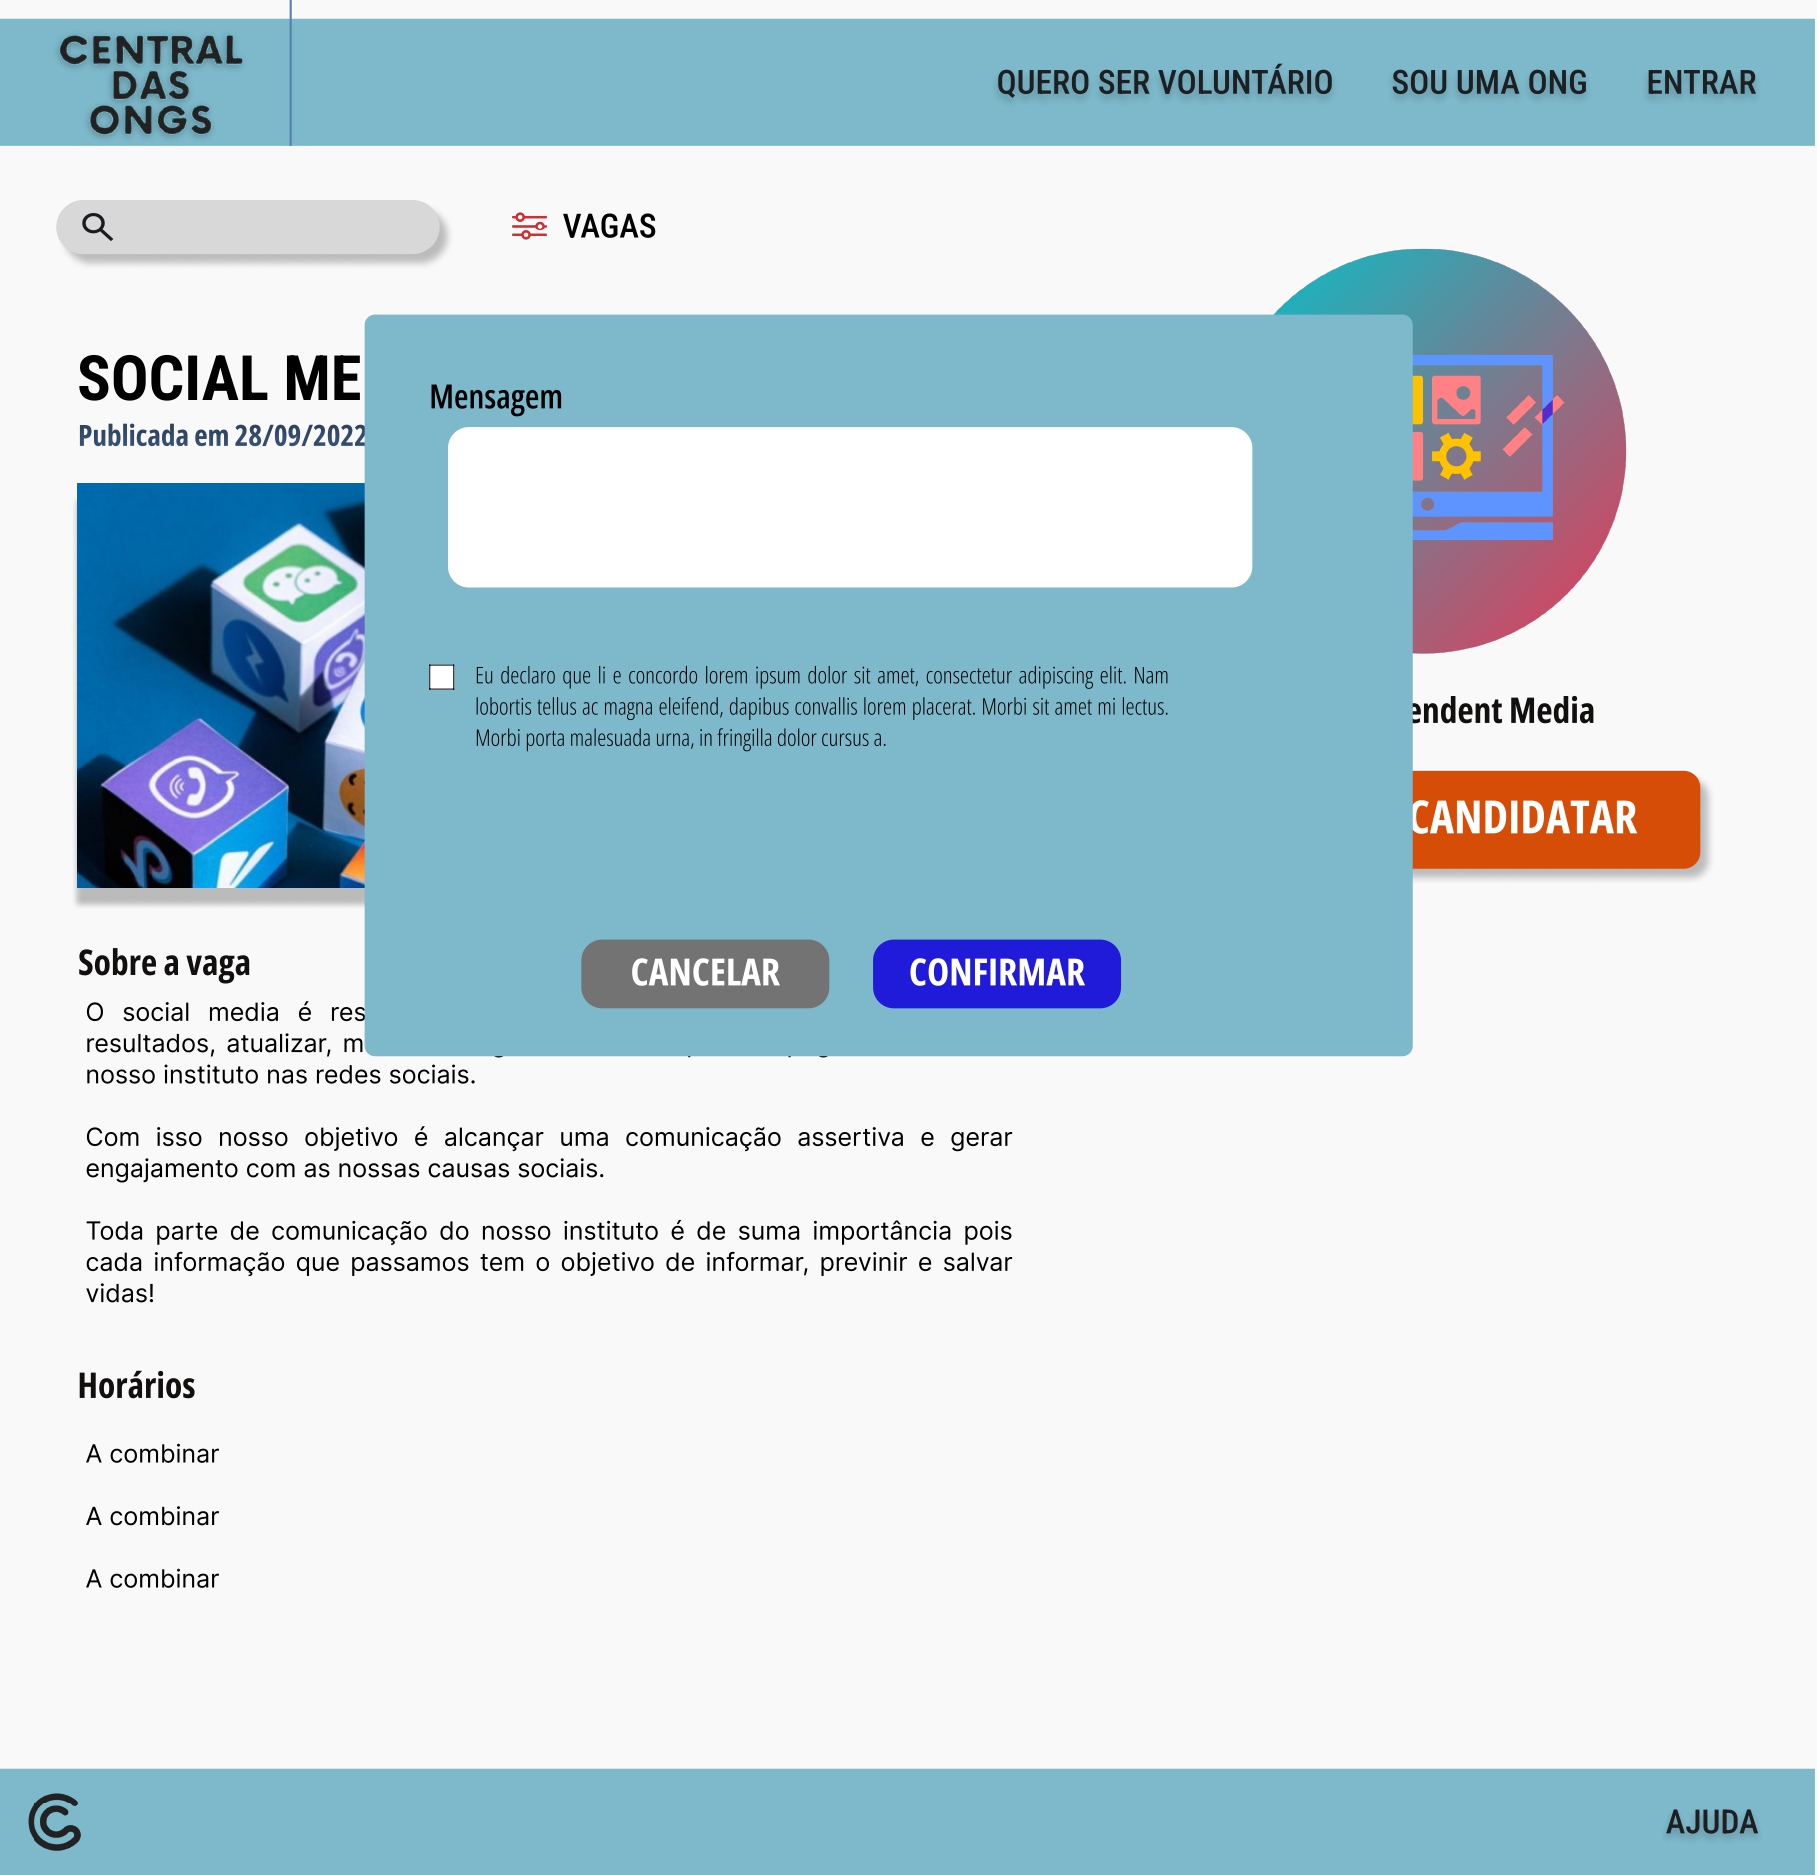 CENTRAL
DAS
ONGS
QUERO SER VOLUNTÁRIO
SOU UMA ONG
ENTRAR
VAGAS
SOCIAL
Publicada em 28/09/2022
Mensagem
Eu declaro que li e concordo lorem ipsum dolor sit amet, consectetur adipiscing elit. Nam
lobortis tellus ac magna eleifend, dapibus convallis lorem placerat. Morbi sit amet mi lectus.
Morbi porta malesuada urna, in fringilla dolor cursus a.
CANCELAR
CONFIRMAR
Media
CANDIDATAR
Sobre a vaga
O social media é
resultados, atualizar,
nosso instituto nas redes sociais.
Com isso nosso objetivo é alcançar uma comunicação assertiva e gerar
engajamento com as nossas causas sociais.
Toda parte de comunicação do nosso instituto é de suma importância pois
cada informação que passamos tem o objetivo de informar, previnir e salvar
vidas!
Horários
A combinar
A combinar
A combinar
AJUDA